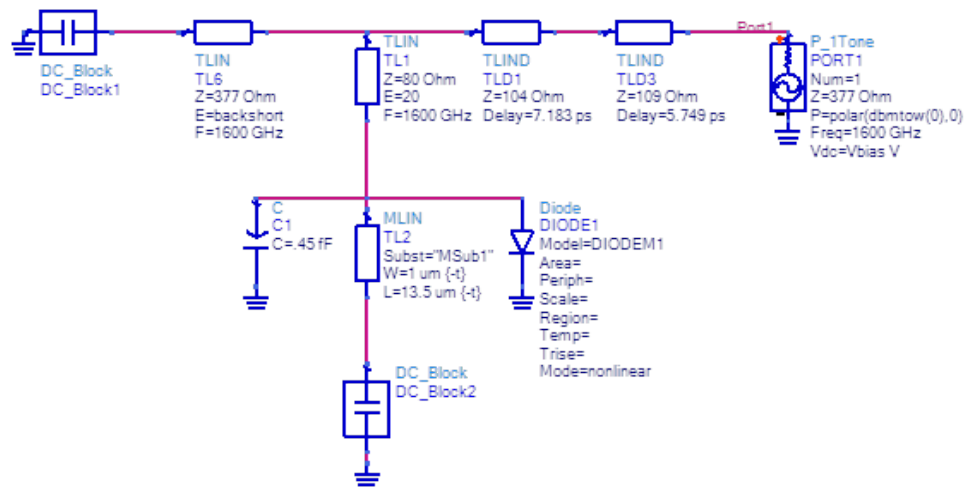 DC_Block
DC_Block1
TLIN
TL6
Z=377 Ohm
E=backshort
F=1600 GHz
TLIN
TL1
Z=80 Ohm
E=20
F=1600 GHz
TLIND
TLD1
Z=104 Ohm
Delay=7.183 ps
TLIND
TLD3
Z=109 Ohm
Delay=5.749 ps
Port1
P_1Tone
PORT1
Num=1
Z=377 Ohm
P=polar(dbmtow(0),0)
Freq=1600 GHz
Vdc=Vbias V
C
C1
C=.45 fF
MLIN
TL2
Subst="MSub1"
W=1 um {-t}
L=13.5 um {-t}
Diode
DIODE1
Model=DIODEM1
Area=
Periph=
Scale=
Region=
Temp=
Trise=
Mode=nonlinear
DC_Block
DC_Block2